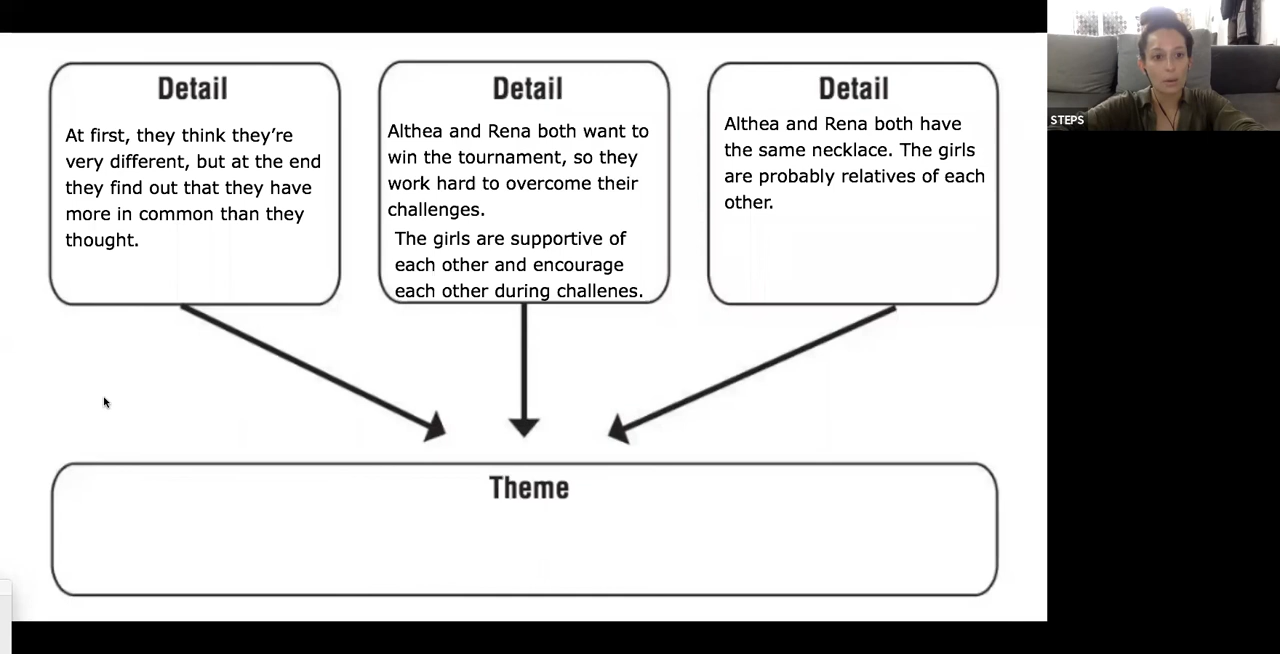 Detail
At first, they think they're
very different, but at the end
they find out that they have
more in common than they
thought.
Detail
Althea and Rena both want to
win the tournament, so they
work hard to overcome their
challenges.
The girls are supportive of
each other and encourage
each other during challenes.
Detail
Althea and Rena both have
the same necklace. The girls
are probably relatives of each
other.
STEPS
Theme